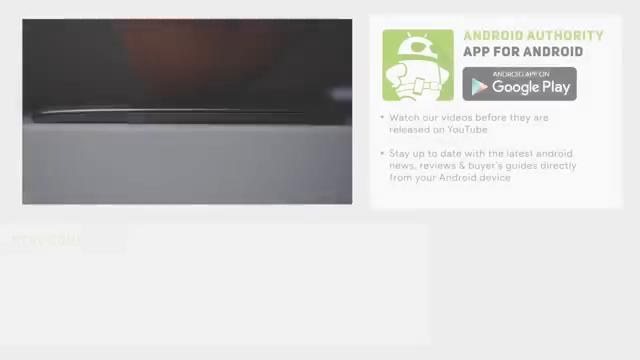 ANDROID AUTHORITY
APP FOR ANDROID
ANDROID APP ON
Google Play
• Watch our videos before they are
released on YouTube
• Stay up to date with the latest android
news, reviews & buyer's guides directly
from your Android device